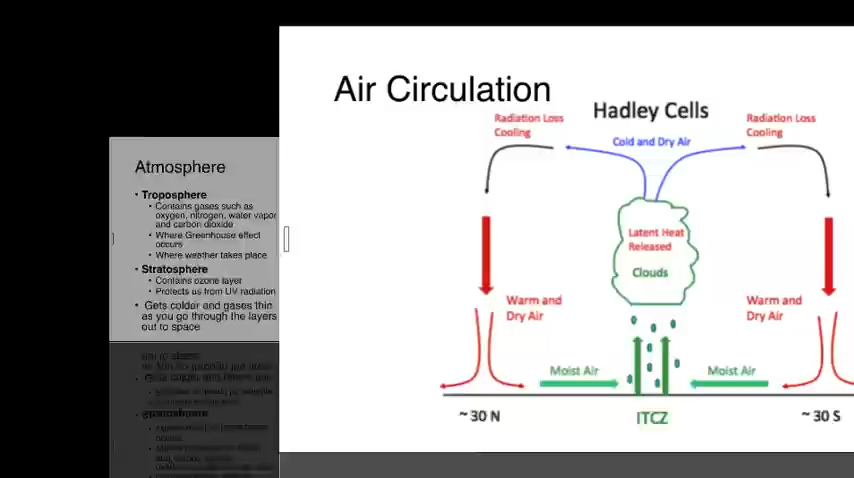 Air Circulation
Hadley Cells
Radiation Loss
Cooling
Radiation Loss
Cooling
Cold and Dry Air
Latent Heat
Released
Clouds
Warm and
Dry Air
Warm and
Dry Air
Moist Air
Moist Air
~ 30 N
ITCZ
~ 30 S
Atmosphere
• Troposphere
• Contains gases such as
oxygen, nitrogen, water vapor
and carbon dioxide
• Where Greenhouse effect
occurs
• Where weather takes place
• Stratosphere
• Contains ozone layer
• Protects us from UV radiation
• Gets colder and gases thin
as you go through the layers
out to space